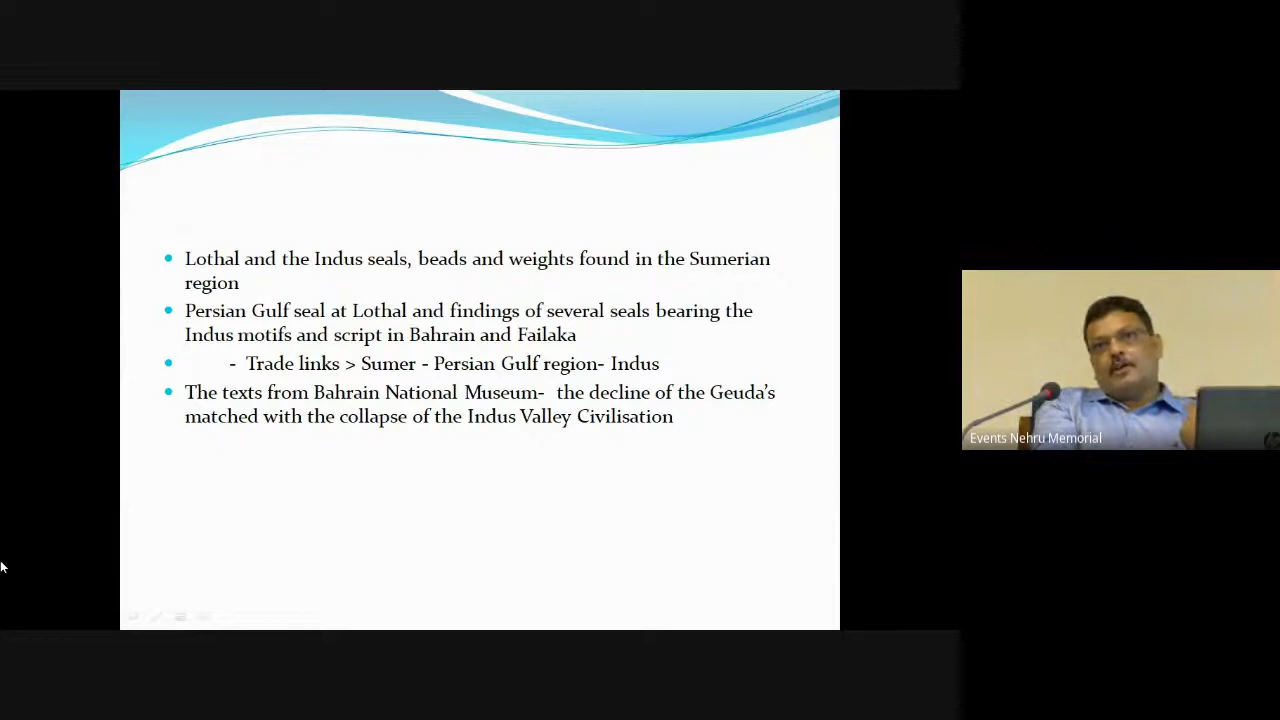 Lothal and the Indus seals, beads and weights found in the Sumerian
region
Persian Gulf seal at Lothal and findings of several seals bearing the
Indus motifs and script in Bahrain and Failaka
- Trade links > Sumer - Persian Gulf region- Indus
The texts from Bahrain National Museum- the decline of the Geuda's
matched with the collapse of the Indus Valley Civilisation
Events Nehru Memorial